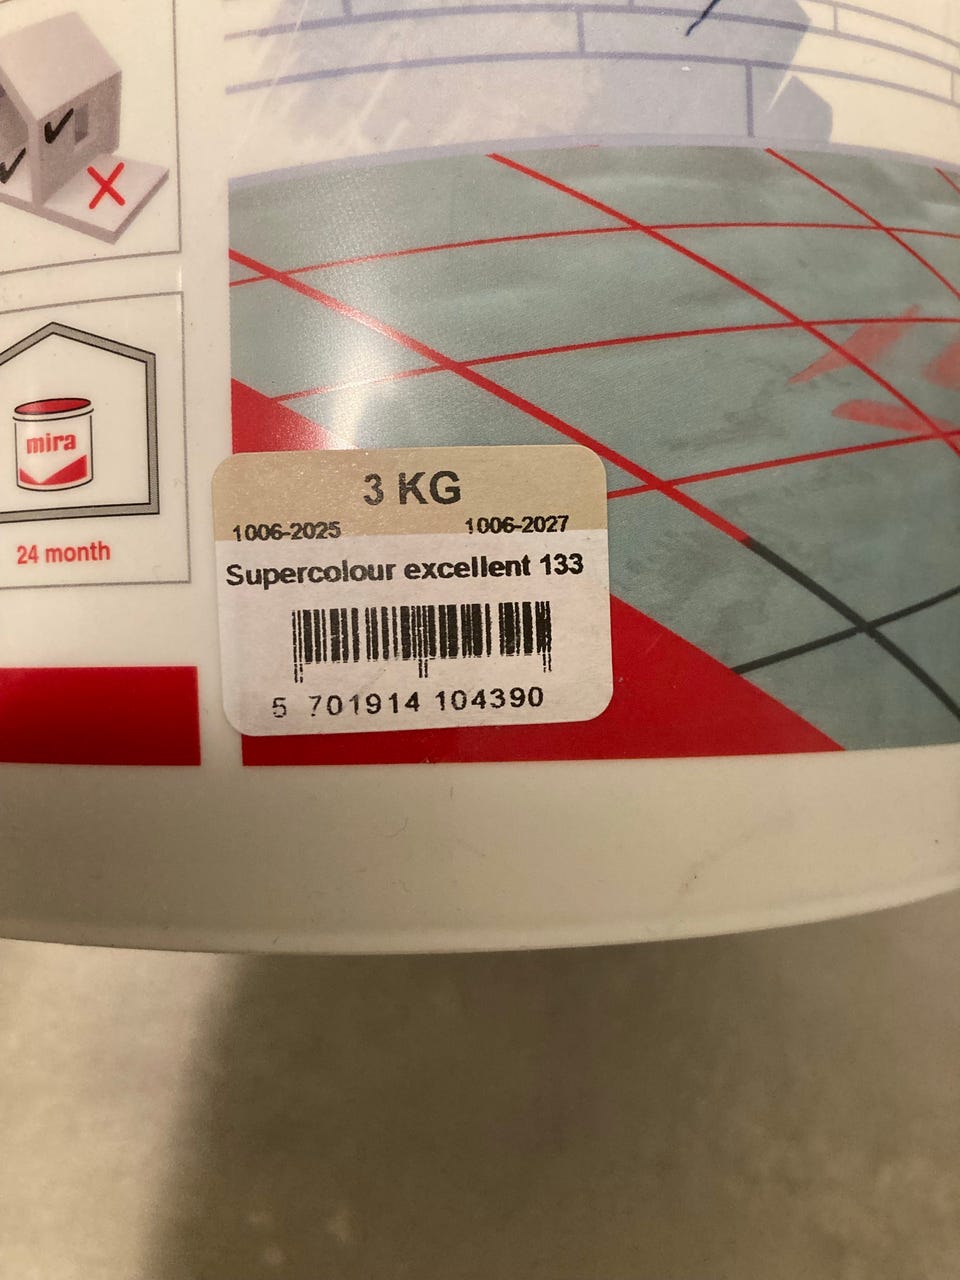 mira
24 month
3 KG
1006-2025 1006-2027
Supercolour excellent 133
5 701914 104390